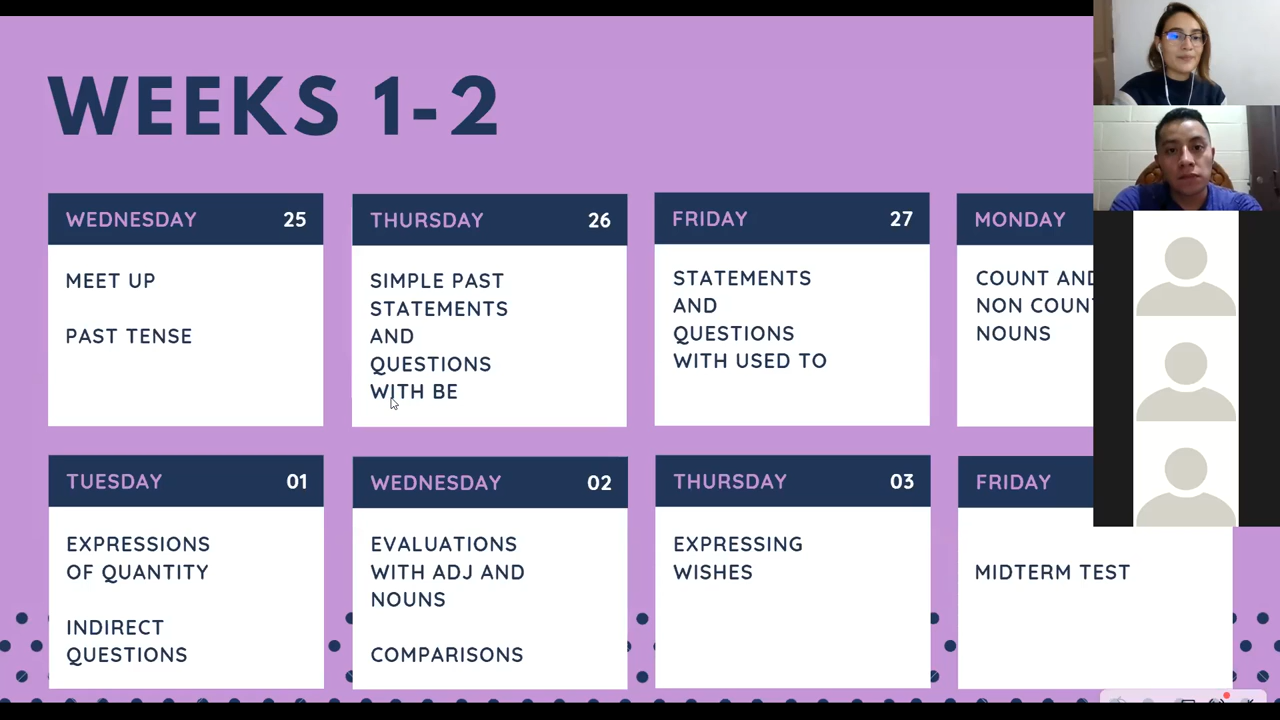 WEEKS 1-2
WEDNESDAY 25
MEET UP
PAST TENSE
THURSDAY 26
SIMPLE PAST
STATEMENTS
AND
QUESTIONS
WITH BE
FRIDAY 27
STATEMENTS
AND
QUESTIONS
WITH USED TO
MONDAY
COUNT AND
NON COUN
NOUNS
TUESDAY 01
EXPRESSIONS
OF QUANTITY
INDIRECT
QUESTIONS
WEDNESDAY 02
EVALUATIONS
WITH ADJ AND
NOUNS
COMPARISONS
THURSDAY 03
EXPRESSING
WISHES
FRIDAY
MIDTERM TEST